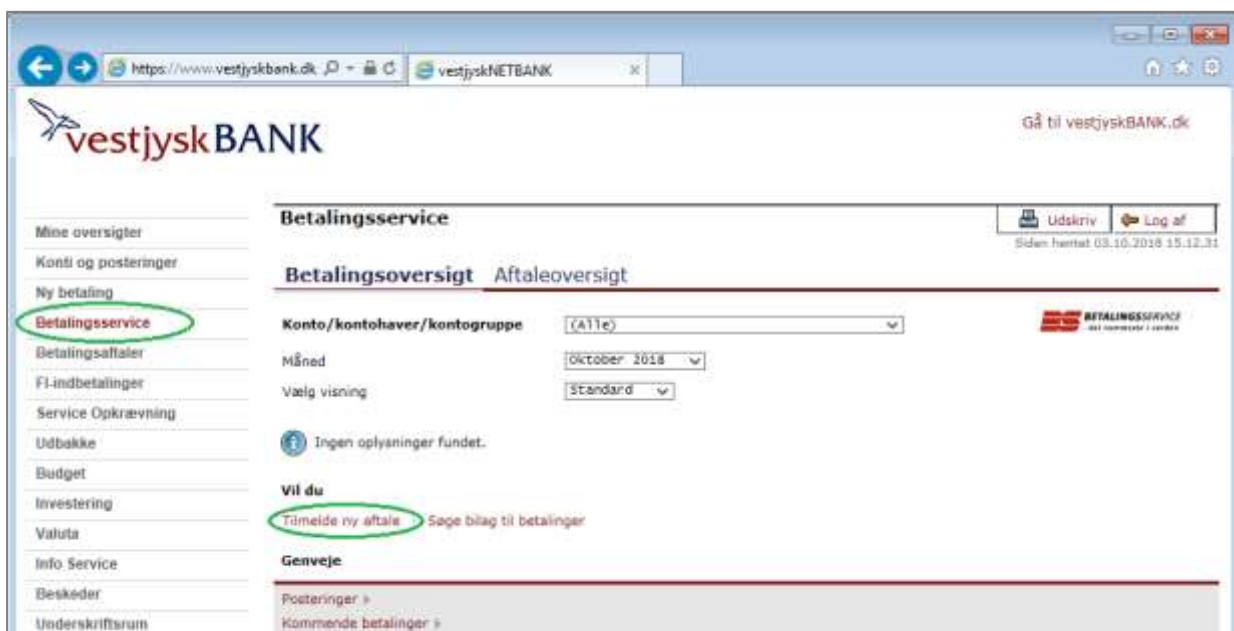 https://www.vestjyskbank.dk
vestjyskNETBANK
vestjyskBANK
Gå til vestjyskBANK.dk
Mine oversigter
Konti og posteringer
Ny betaling
Betalingsservice
Betalingsaftaler
FI-indbetalinger
Service Opkrævning
Udbakke
Budget
Investering
Valuta
Info Service
Beskeder
Underskriftsrum
Betalingsservice
Udskriv
Log af
Siden hentet 03.10.2018 15.12.31
Betalingsoversigt Aftaleoversigt
Konto/kontohaver/kontogruppe (Alle)
BETALINGSSERVICE
Måned Oktober 2018
Vælg visning Standard
Ingen oplysninger fundet.
Vil du
Tilmelde ny aftale Søge bilag til betalinger
Genveje
Posteringer
Kommende betalinger